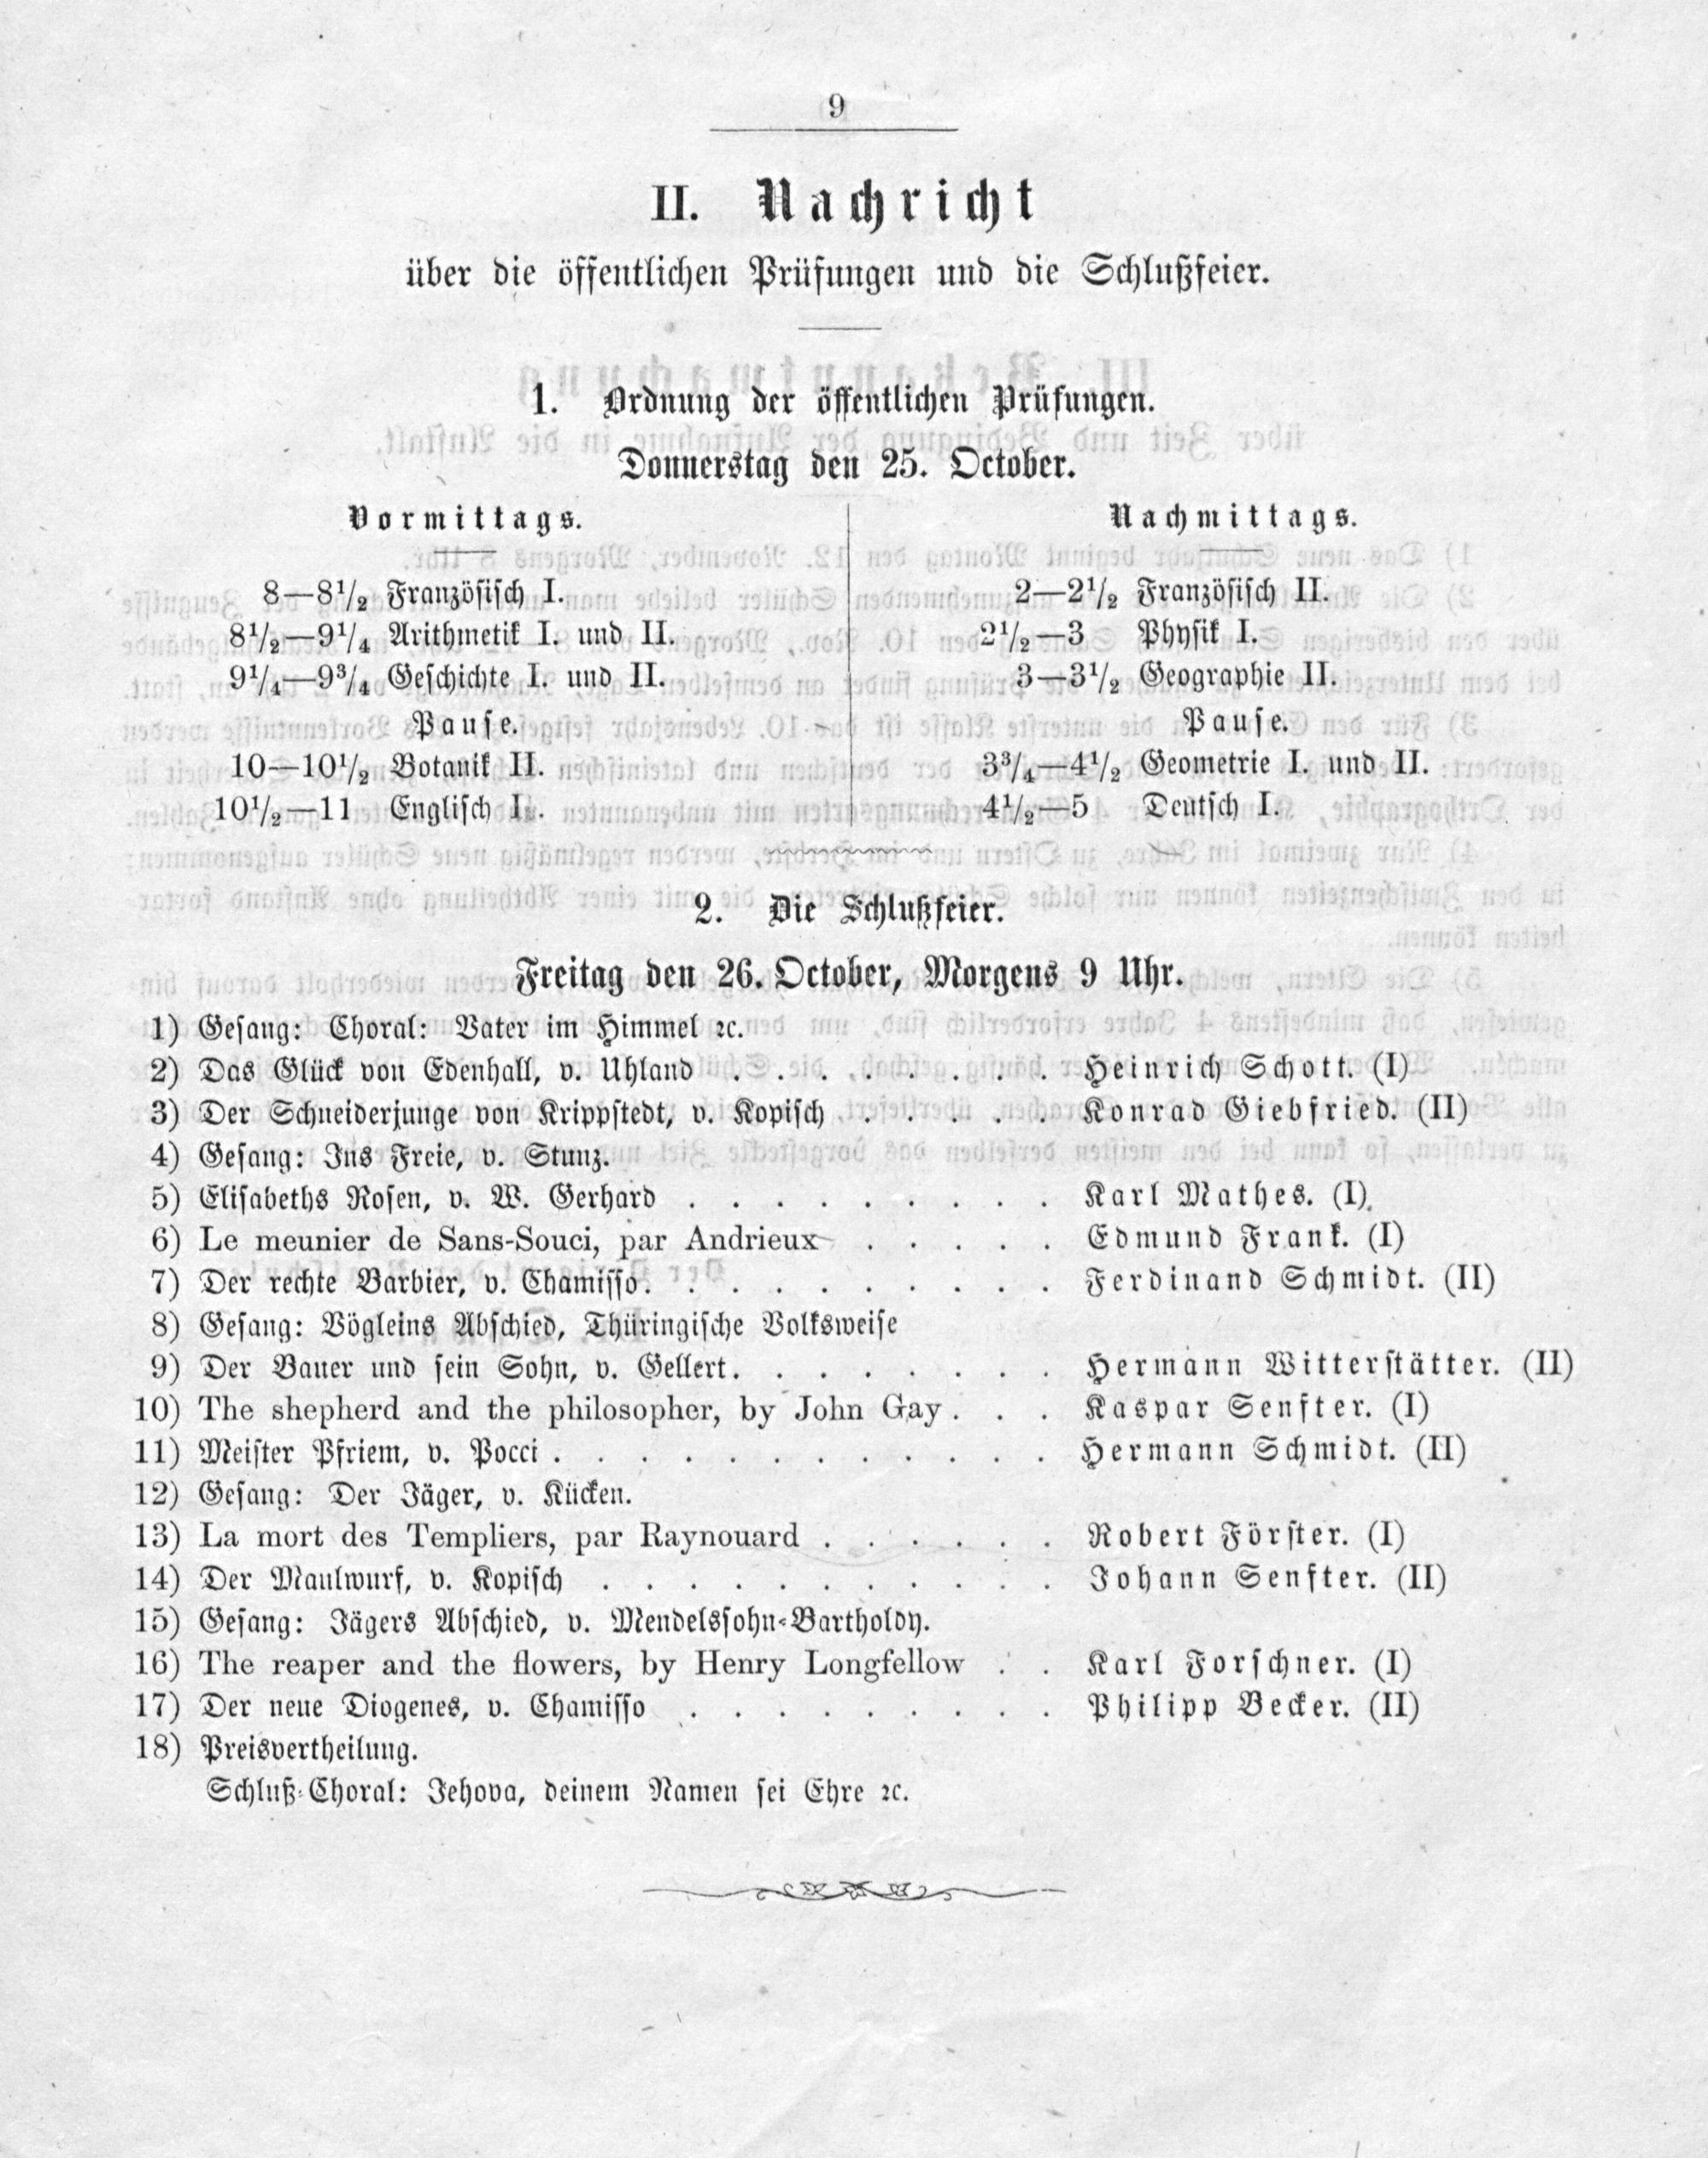 9
II. Nachricht
über die öffentlichen Prüfungen und die Schlußfeier.
1. Ordnung der öffentlichen Prüfungen.
Donnerstag den 25. October.
Vormittags.
8—8¹/₂ Französisch I.
8¹/₂—9¹/₄ Arithmetik I. und II.
9¹/₄—9³/₄ Geschichte I. und II.
Pause.
10—10¹/₂ Botanik II.
10¹/₂—11 Englisch I.
Nachmittags.
2—2¹/₂ Französisch II.
2¹/₂—3 Physik I.
3—3¹/₂ Geographie II.
Pause.
3³/₄—4¹/₂ Geometrie I. und II.
4¹/₂—5 Deutsch I.
2. Die Schlußfeier.
Freitag den 26. October, Morgens 9 Uhr.
1) Gesang: Choral: Vater im Himmel ꝛc.
2) Das Glück von Edenhall, v. Uhland . . . . . . . . Heinrich Schott. (I)
3) Der Schneiderjunge von Krippstedt, v. Kopisch . . . . . Konrad Giebfried. (II)
4) Gesang: Ins Freie, v. Stunz.
5) Elisabeths Rosen, v. W. Gerhard . . . . . . . . . Karl Mathes. (I)
6) Le meunier de Sans-Souci, par Andrieux . . . . . Edmund Frank. (I)
7) Der rechte Barbier, v. Chamisso. . . . . . . . . . Ferdinand Schmidt. (II)
8) Gesang: Vögleins Abschied, Thüringische Volksweise
9) Der Bauer und sein Sohn, v. Gellert. . . . . . . . Hermann Witterstätter. (II)
10) The shepherd and the philosopher, by John Gay . . . Kaspar Senfter. (I)
11) Meister Pfriem, v. Pocci . . . . . . . . . . . . Hermann Schmidt. (II)
12) Gesang: Der Jäger, v. Kücken.
13) La mort des Templiers, par Raynouard . . . . . . Robert Förster. (I)
14) Der Maulwurf, v. Kopisch . . . . . . . . . . . Johann Senfter. (II)
15) Gesang: Jägers Abschied, v. Mendelssohn-Bartholdy.
16) The reaper and the flowers, by Henry Longfellow . . Karl Forschner. (I)
17) Der neue Diogenes, v. Chamisso . . . . . . . . . Philipp Becker. (II)
18) Preisvertheilung.
Schluß-Choral: Jehova, deinem Namen sei Ehre ꝛc.